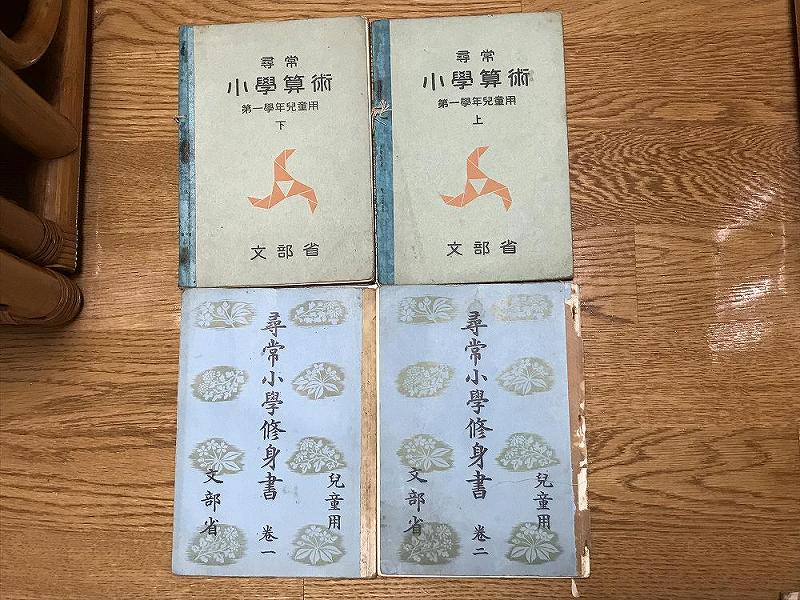 尋常
小學算術
第一學年兒童用
下
文部省
尋常
小學算術
第一學年兒童用
上
文部省
兒童用
尋常小學修身書 卷一
文部省
兒童用
尋常小學修身書 卷二
文部省